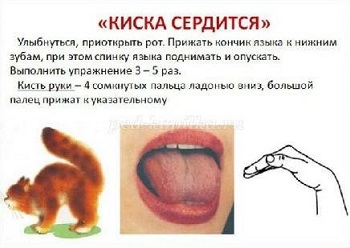 «КИСКА СЕРДИТСЯ»
Улыбнуться, приоткрыть рот. Прижать кончик языка к нижним
зубам, при этом спинку языка поднимать и опускать.
Выполнить упражнение 3 – 5 раз.
Кисть руки – 4 сомкнутых пальца ладонью вниз, большой
палец прижат к указательному